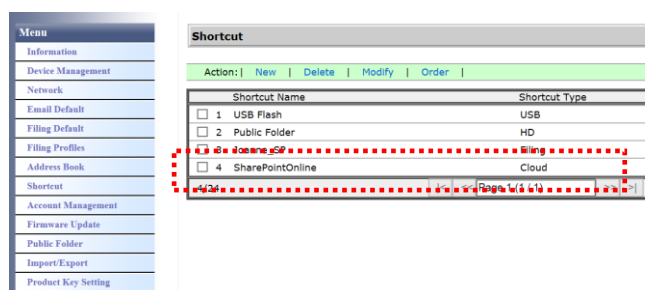 Menu
Information
Device Management
Network
Email Default
Filing Default
Filing Profiles
Address Book
Shortcut
Account Management
Firmware Update
Public Folder
Import/Export
Product Key Setting
Shortcut
Action:| New | Delete | Modify | Order |
Shortcut Name Shortcut Type
1 USB Flash USB
2 Public Folder HD
3 Joanne_SP Filing
4 SharePointOnline Cloud
4/24 |< << Page 1 (1 / 1) >> >|